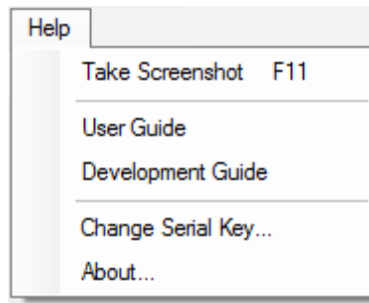 Help
Take Screenshot F11
User Guide
Development Guide
Change Serial Key...
About...